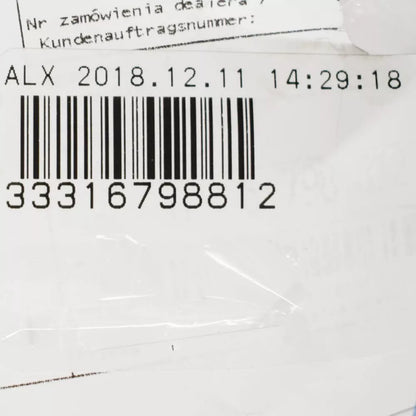 Nr zamówienia dealera /
Kundenauftragsnummer:
ALX 2018.12.11 14:29:18
33316798812